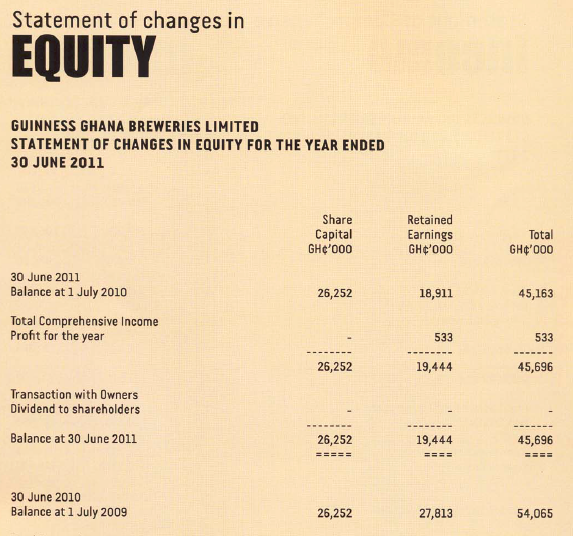 Statement of changes in
EQUITY
GUINNESS GHANA BREWERIES LIMITED
STATEMENT OF CHANGES IN EQUITY FOR THE YEAR ENDED
30 JUNE 2011
Share Retained
Capital Earnings Total
GH¢'000 GH¢'000 GH¢'000
30 June 2011
Balance at 1 July 2010 26,252 18,911 45,163
Total Comprehensive Income
Profit for the year - 533 533
-------- -------- -------
26,252 19,444 45,696
Transaction with Owners
Dividend to shareholders - - -
-------- -------- -------
Balance at 30 June 2011 26,252 19,444 45,696
===== ==== ====
30 June 2010
Balance at 1 July 2009 26,252 27,813 54,065